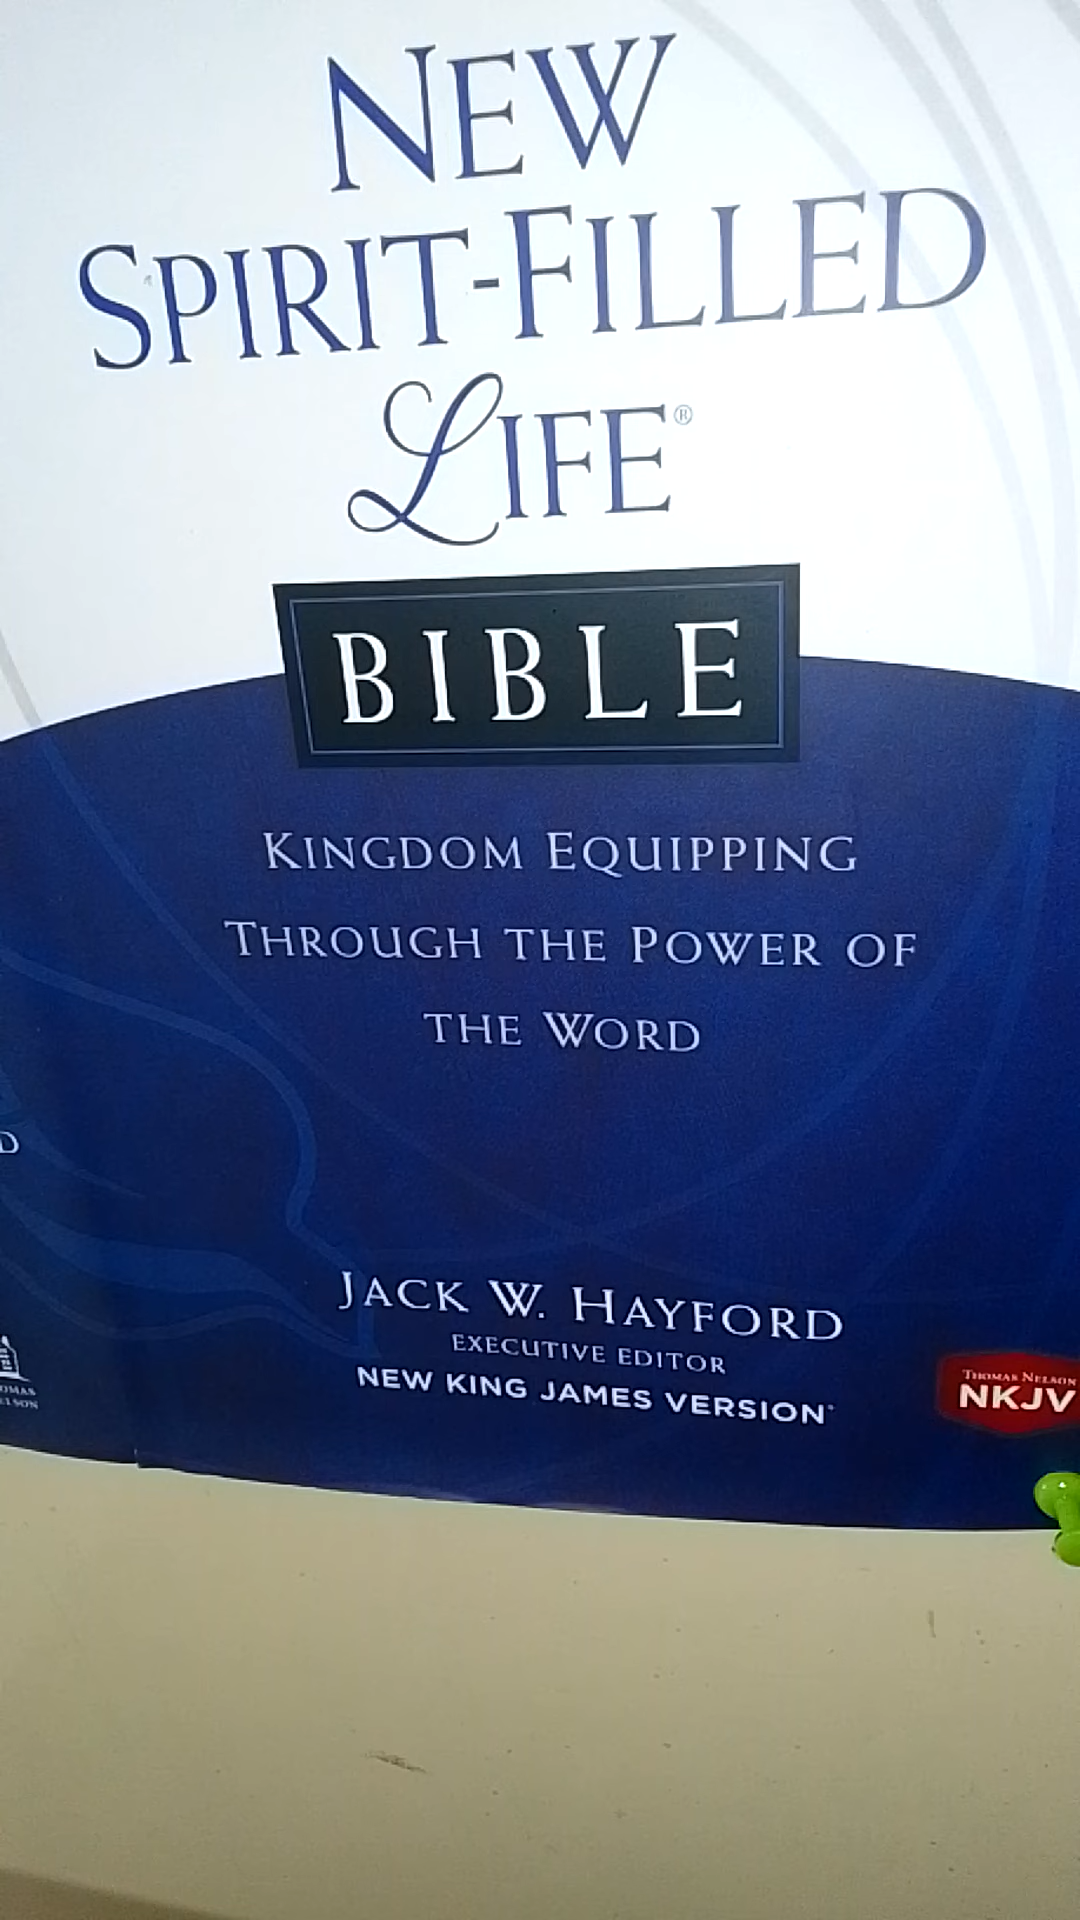 NEW
SPIRIT-FILLED
LIFE®
BIBLE
KINGDOM EQUIPPING
THROUGH THE POWER OF
THE WORD
D
JACK W. HAYFORD
EXECUTIVE EDITOR
NEW KING JAMES VERSION
THOMAS NELSON
NKJV
OMAS